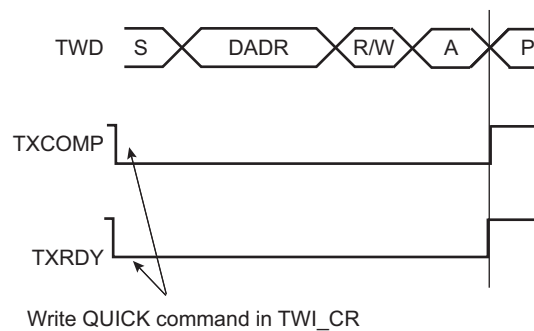 TWD S DADR R/W A P
TXCOMP
TXRDY
Write QUICK command in TWI_CR